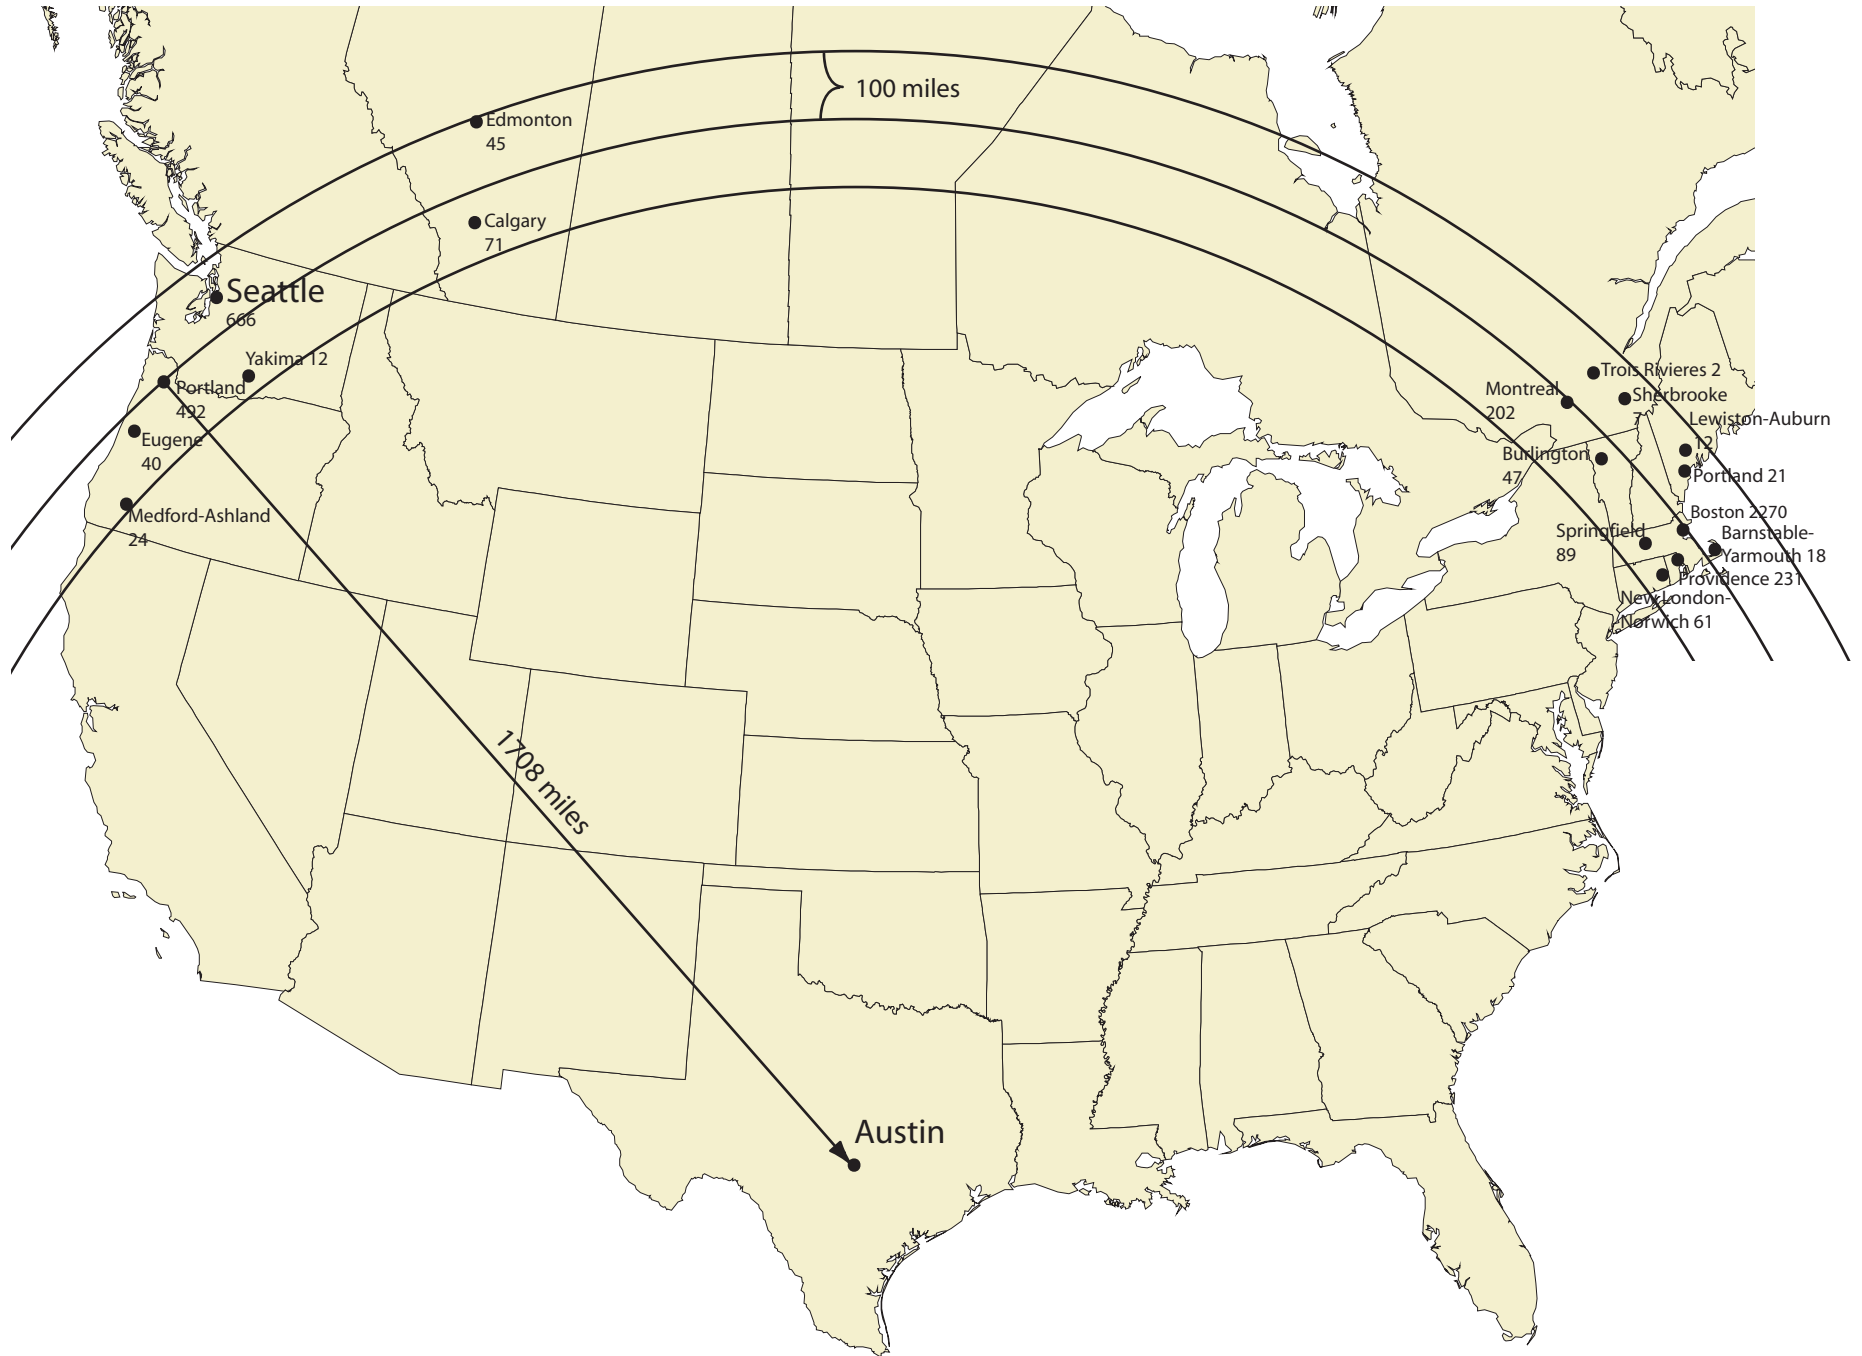 100 miles
Edmonton
45
Calgary
71
Seattle
666
Yakima 12
Portland
492
Eugene
40
Medford-Ashland
24
Trois Rivieres 2
Montreal
202
Sherbrooke
7
Lewiston-Auburn
12
Burlington
47
Portland 21
Boston 2270
Springfield
89
Barnstable-
Yarmouth 18
Providence 231
New London-
Norwich 61
1708 miles
Austin